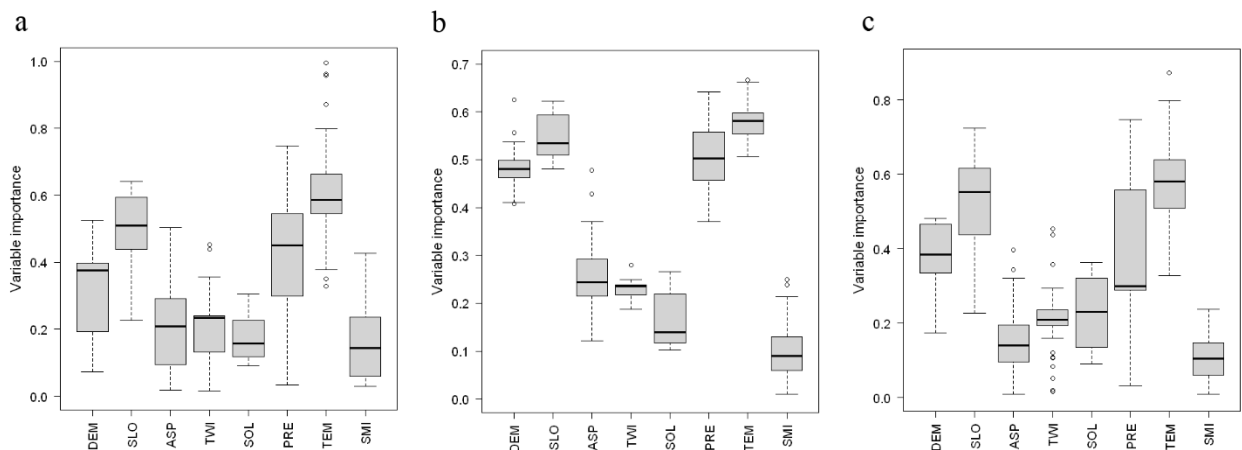 a
Variable importance
1.0
0.8
0.6
0.4
0.2
0.0
DEM SLO ASP TWI SOL PRE TEM SMI
b
Variable importance
0.7
0.6
0.5
0.4
0.3
0.2
0.1
0.0
DEM SLO ASP TWI SOL PRE TEM SMI
c
Variable importance
0.8
0.6
0.4
0.2
0.0
DEM SLO ASP TWI SOL PRE TEM SMI